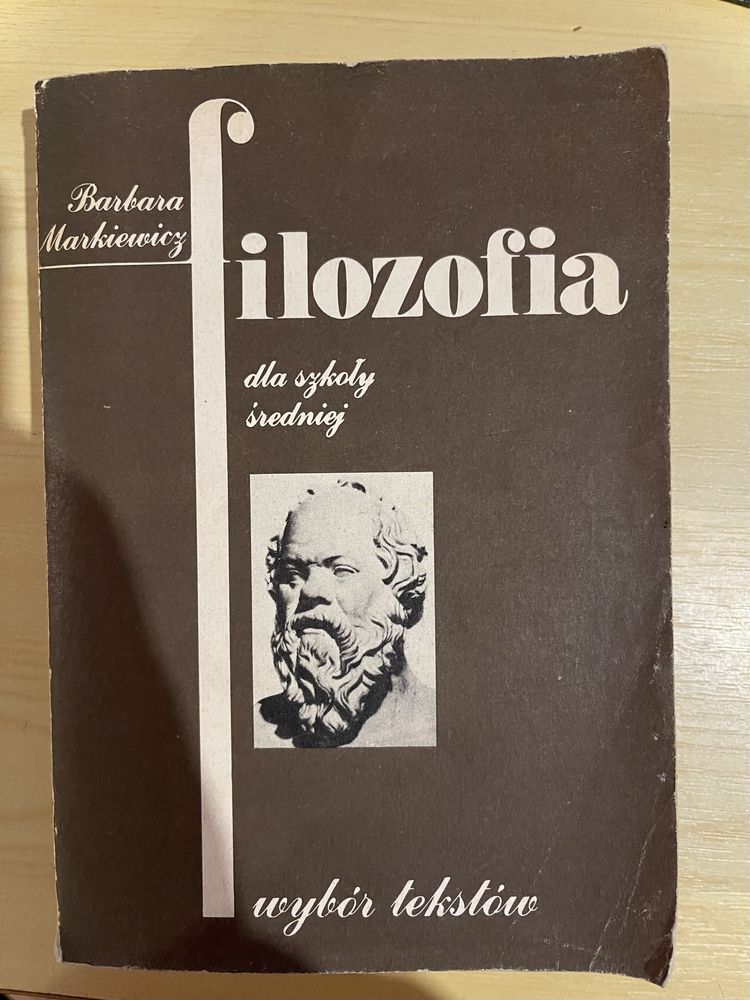 Barbara
Markiewicz
filozofia
dla szkoły
średniej
wybór tekstów